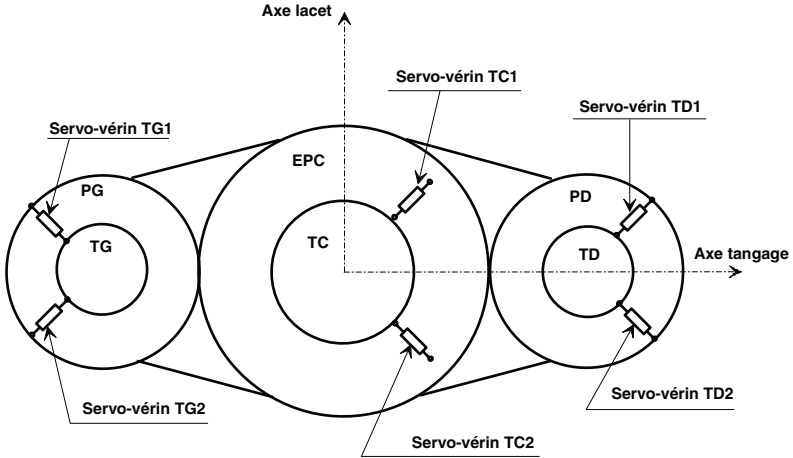 Axe lacet
Servo-vérin TC1
Servo-vérin TD1
Servo-vérin TG1
EPC
PG
PD
TG
TC
TD
Axe tangage
Servo-vérin TD2
Servo-vérin TG2
Servo-vérin TC2